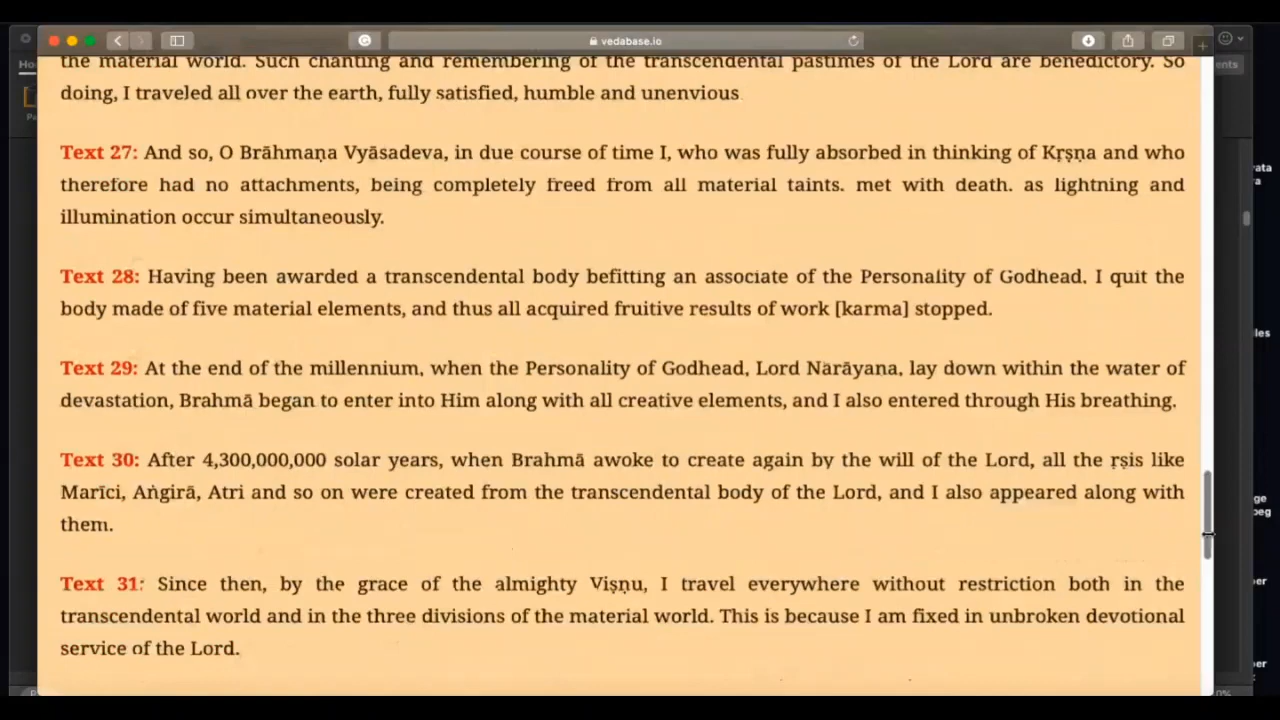 vedabase.io
the material world. Such chanting and remembering of the transcendental pastimes of the Lord are benedictory. So
doing, I traveled all over the earth, fully satisfied, humble and unenvious
Text 27: And so, O Brāhmaṇa Vyāsadeva, in due course of time I, who was fully absorbed in thinking of Kṛṣṇa and who
therefore had no attachments, being completely freed from all material taints. met with death. as lightning and
illumination occur simultaneously.
Text 28: Having been awarded a transcendental body befitting an associate of the Personality of Godhead. I quit the
body made of five material elements, and thus all acquired fruitive results of work [karma] stopped.
Text 29: At the end of the millennium, when the Personality of Godhead, Lord Nārāyaṇa, lay down within the water of
devastation, Brahmā began to enter into Him along with all creative elements, and I also entered through His breathing.
Text 30: After 4,300,000,000 solar years, when Brahmā awoke to create again by the will of the Lord, all the ṛṣis like
Marīci, Aṅgirā, Atri and so on were created from the transcendental body of the Lord, and I also appeared along with
them.
Text 31: Since then, by the grace of the almighty Viṣṇu, I travel everywhere without restriction both in the
transcendental world and in the three divisions of the material world. This is because I am fixed in unbroken devotional
service of the Lord.